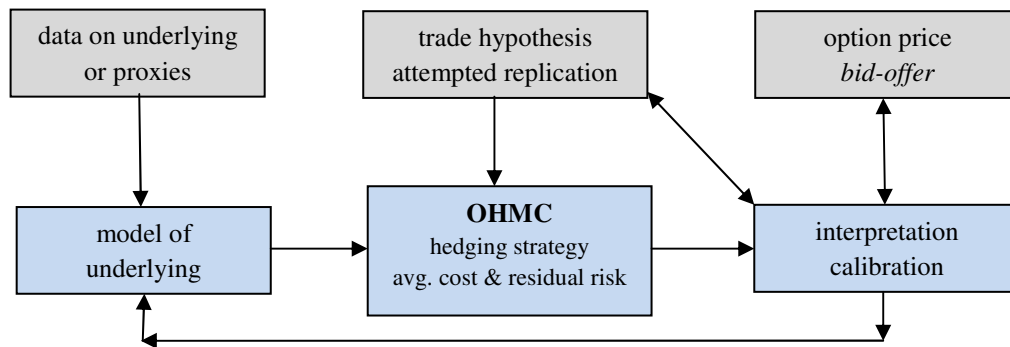 data on underlying
or proxies
trade hypothesis
attempted replication
option price
bid-offer
model of
underlying
OHMC
hedging strategy
avg. cost & residual risk
interpretation
calibration